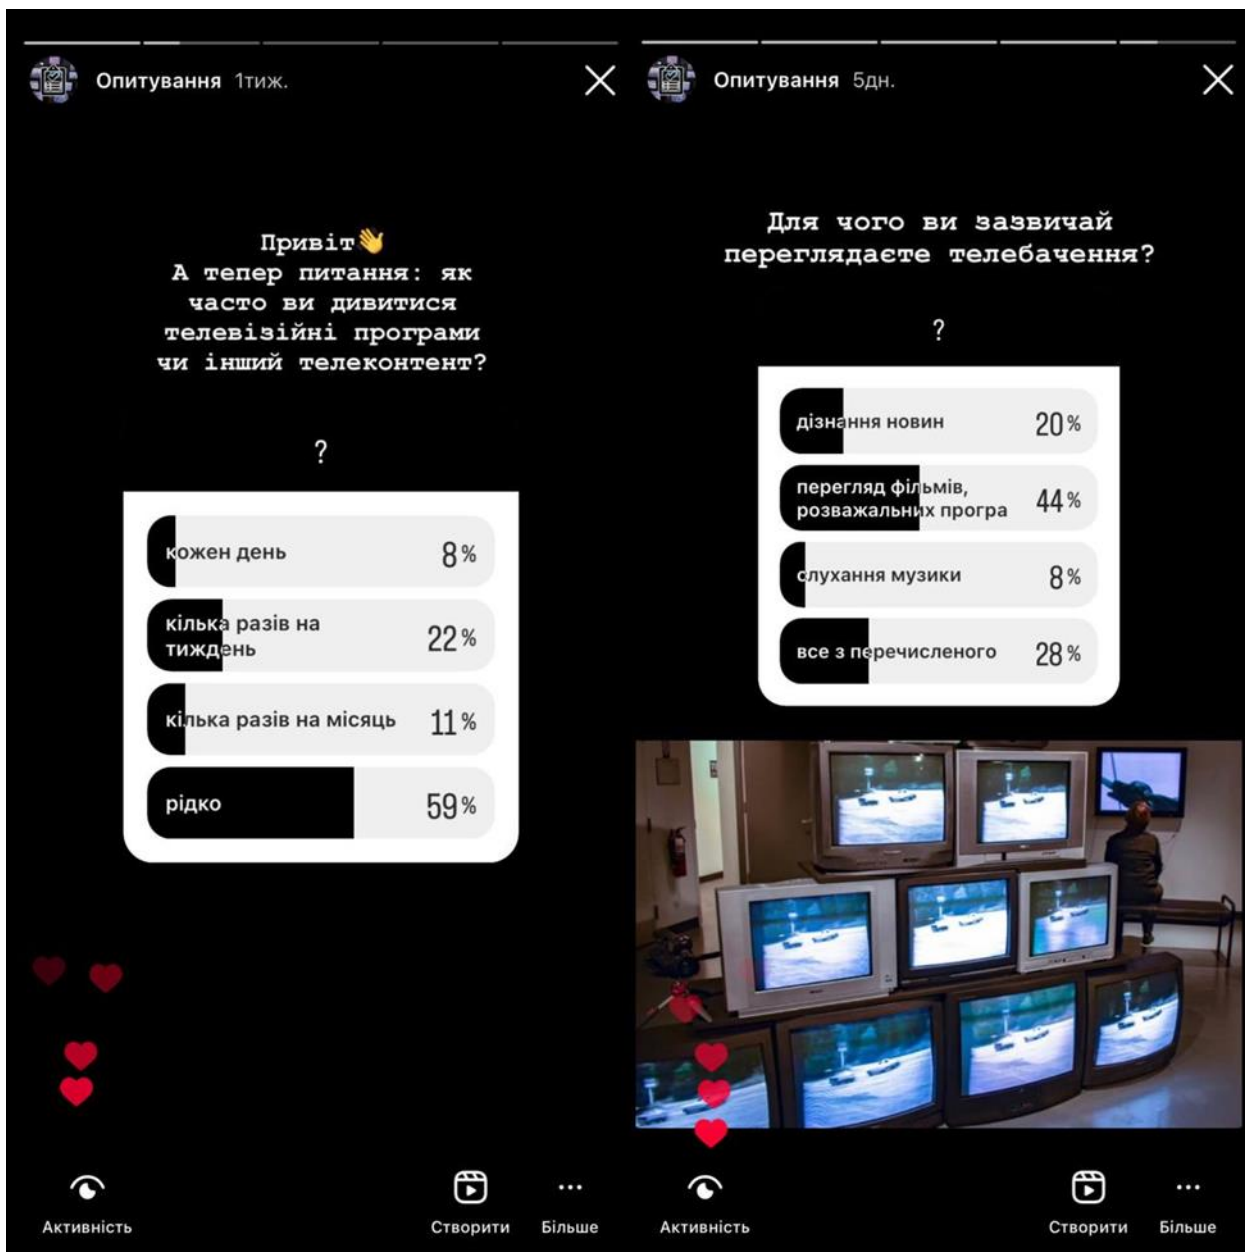 Опитування 1тиж.
Привіт👋
А тепер питання: як
часто ви дивитися
телевізійні програми
чи інший телеконтент?
?
кожен день 8%
кілька разів на
тиждень 22%
кілька разів на місяць 11%
рідко 59%
Активність
Створити
Більше
Опитування 5дн.
Для чого ви зазвичай
переглядаєте телебачення?
?
дізнання новин 20%
перегляд фільмів,
розважальних програ 44%
слухання музики 8%
все з перечисленого 28%
Активність
Створити
Більше